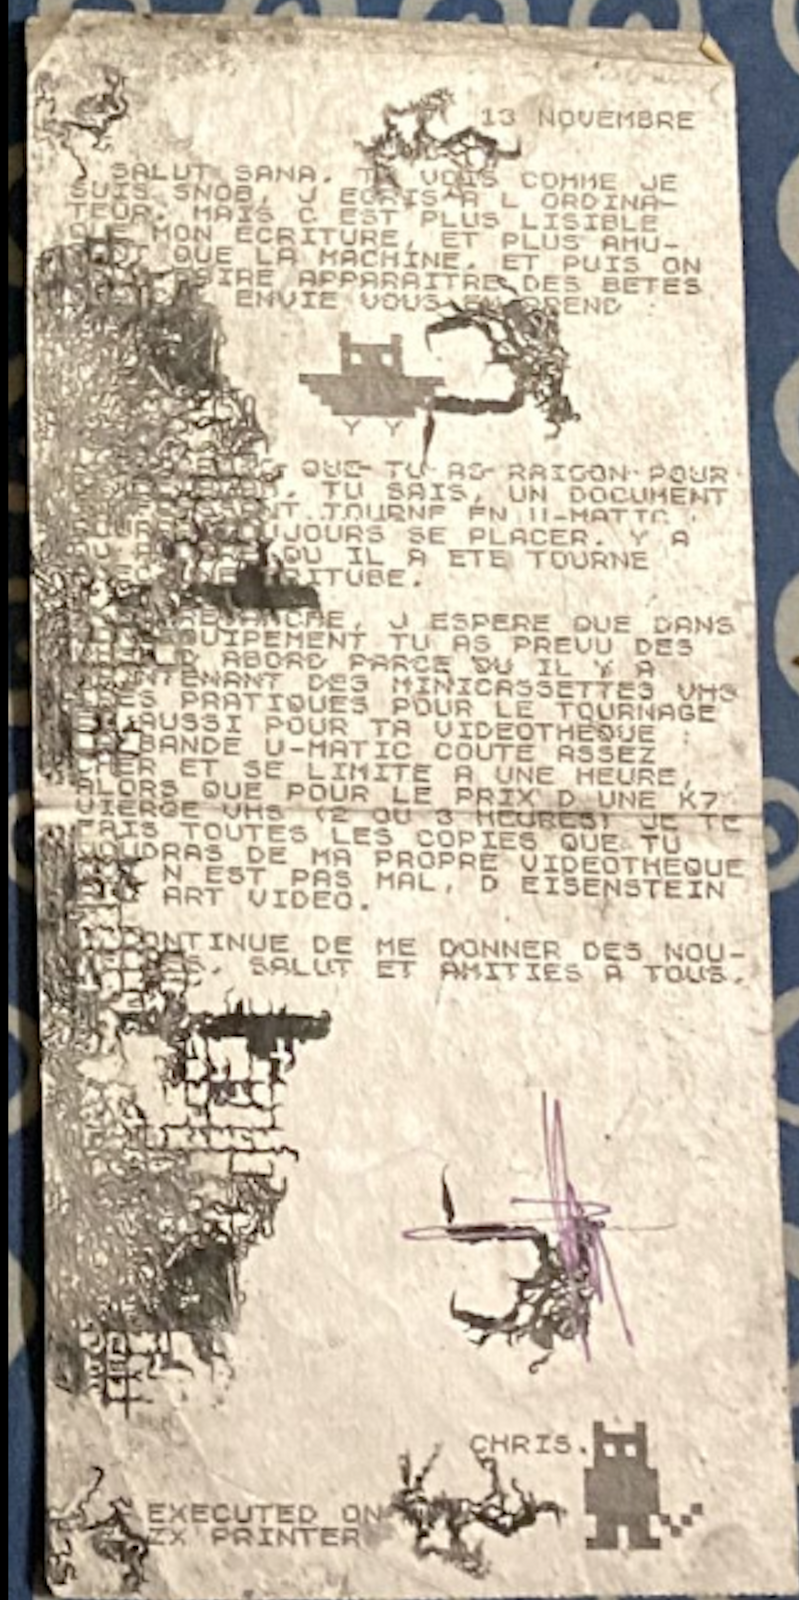 13 NOVEMBRE
SALUT SANA. TU VOIS COMME JE
SUIS SNOB, J ECRIS A L ORDINA-
TEUR. MAIS C EST PLUS LISIBLE
QUE MON ECRITURE, ET PLUS AMU-
QUE LA MACHINE. ET PUIS ON
APPARAITRE DES BETES
ENVIE VOUS EN PREND
QUE TU AS RAISON POUR
TU SAIS, UN DOCUMENT
TOURNE EN U-MATIC
SE PLACER. Y A
QU IL A ETE TOURNE
J ESPERE QUE DANS
TU AS PREVU DES
D ABORD PARCE QU IL Y A
DES MINICASSETTES VHS
PRATIQUES POUR LE TOURNAGE
AUSSI POUR TA VIDEOTHEQUE :
BANDE U-MATIC COUTE ASSEZ
ET SE LIMITE A UNE HEURE,
ALORS QUE POUR LE PRIX D UNE K7
VIERGE VHS (2 OU 3 HEURES) JE TE
FAIS TOUTES LES COPIES QUE TU
VOUDRAS DE MA PROPRE VIDEOTHEQUE
N EST PAS MAL, D EISENSTEIN
ART VIDEO.
CONTINUE DE ME DONNER DES NOU-
SALUT ET AMITIES A TOUS.
CHRIS.
EXECUTED ON
ZX PRINTER